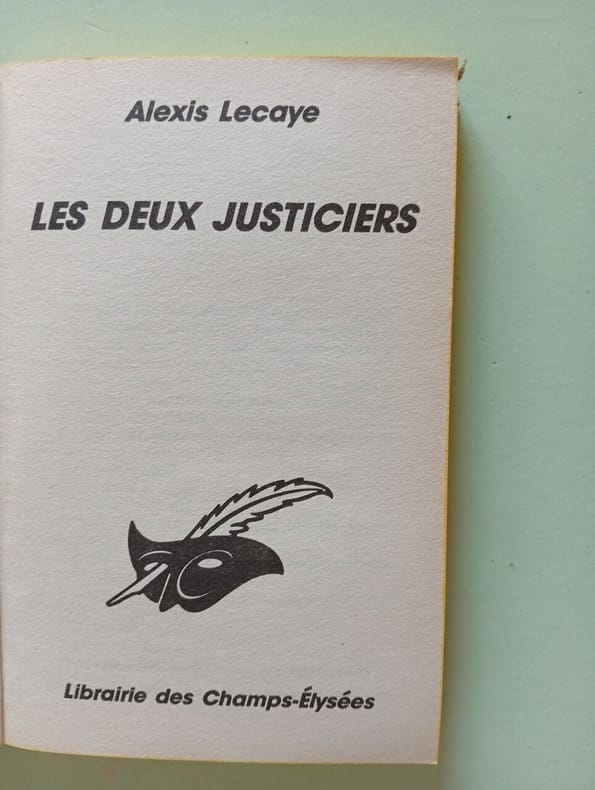 Alexis Lecaye
LES DEUX JUSTICIERS
Librairie des Champs-Élysées